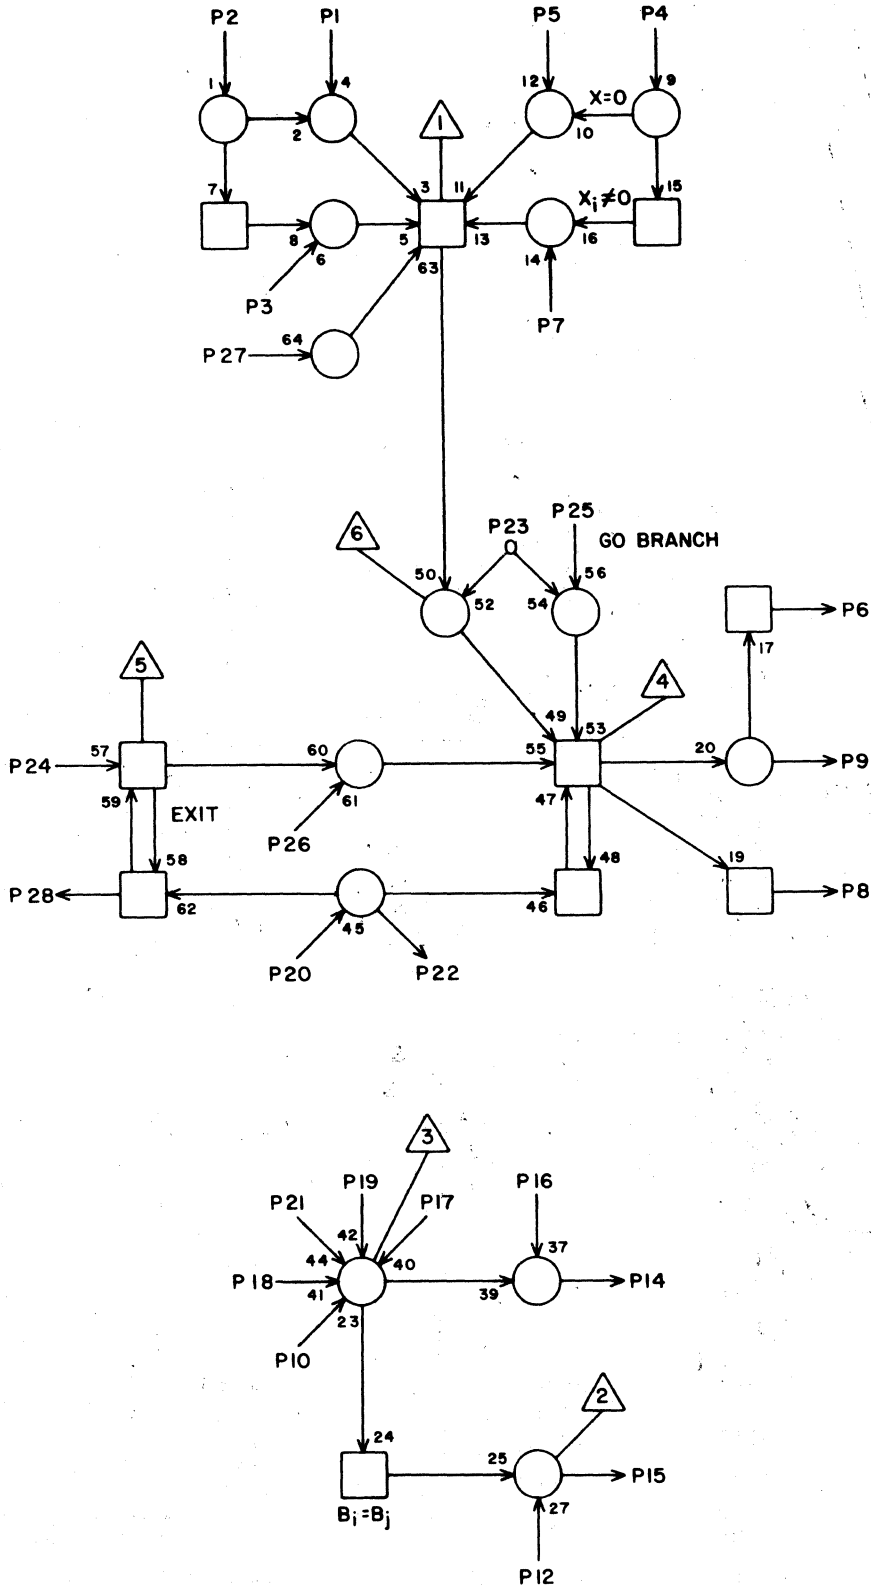 P2 P1 P5 P4
1 4 12 9
X=0
2 1 10
7 3 11 Xi≠0 15
8 6 5 13 14 16
63
P3 P7
P27 64
P25
6 P23 GO BRANCH
50 52 54 56
P6
17
5 4
49 53
P24 57 60 55 20 P9
59 61 47
EXIT
P26
58 48 19
P28 62 45 46 P8
P20 P22
3
P19 P16
P21 P17
42 37
44 40
P18 41 39 P14
23
P10
2
24
25 P15
27
Bi=Bj
P12